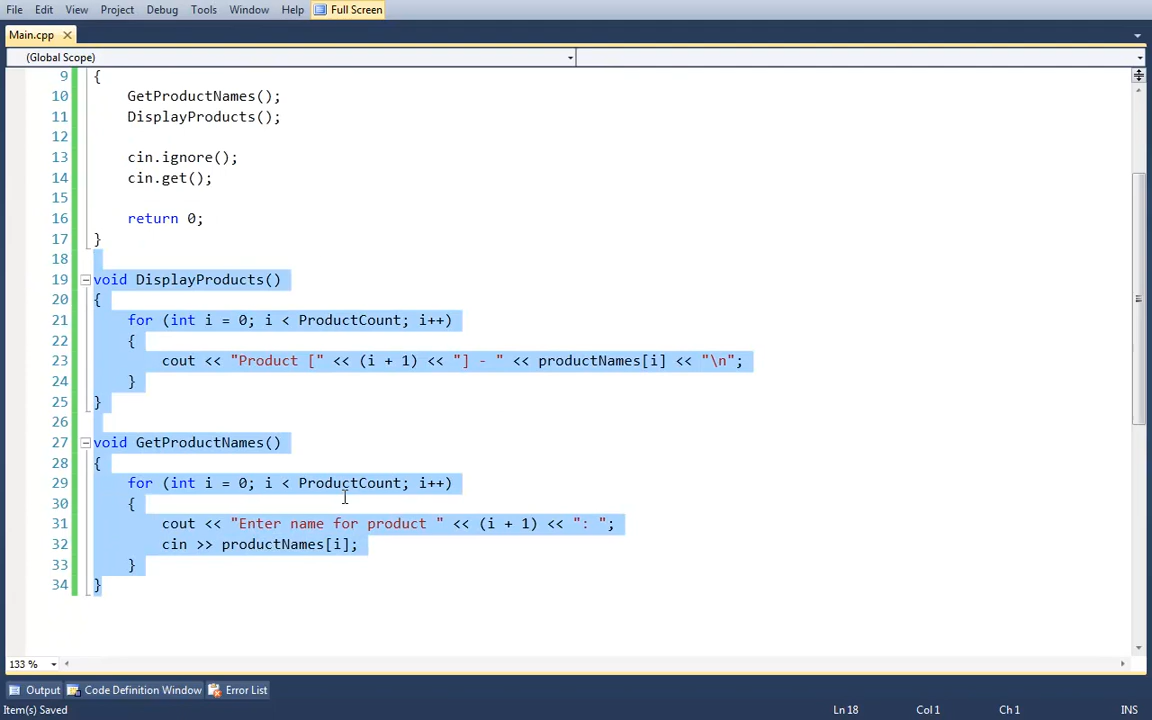 File Edit View Project Debug Tools Window Help Full Screen
Main.cpp
(Global Scope)
9 {
10 GetProductNames();
11 DisplayProducts();
12
13 cin.ignore();
14 cin.get();
15
16 return 0;
17 }
18
19 void DisplayProducts()
20 {
21 for (int i = 0; i < ProductCount; i++)
22 {
23 cout << "Product [" << (i + 1) << "] - " << productNames[i] << "\n";
24 }
25 }
26
27 void GetProductNames()
28 {
29 for (int i = 0; i < ProductCount; i++)
30 {
31 cout << "Enter name for product " << (i + 1) << ": ";
32 cin >> productNames[i];
33 }
34 }
133 %
Output Code Definition Window Error List
Item(s) Saved Ln 18 Col 1 Ch 1 INS